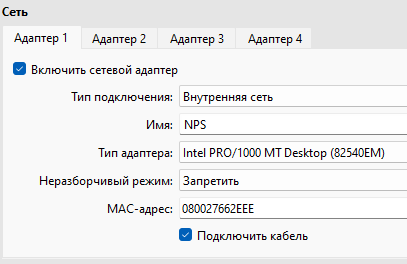 Сеть
Адаптер 1 Адаптер 2 Адаптер 3 Адаптер 4
Включить сетевой адаптер
Тип подключения: Внутренняя сеть
Имя: NPS
Тип адаптера: Intel PRO/1000 MT Desktop (82540EM)
Неразборчивый режим: Запретить
MAC-адрес: 080027662EEE
Подключить кабель